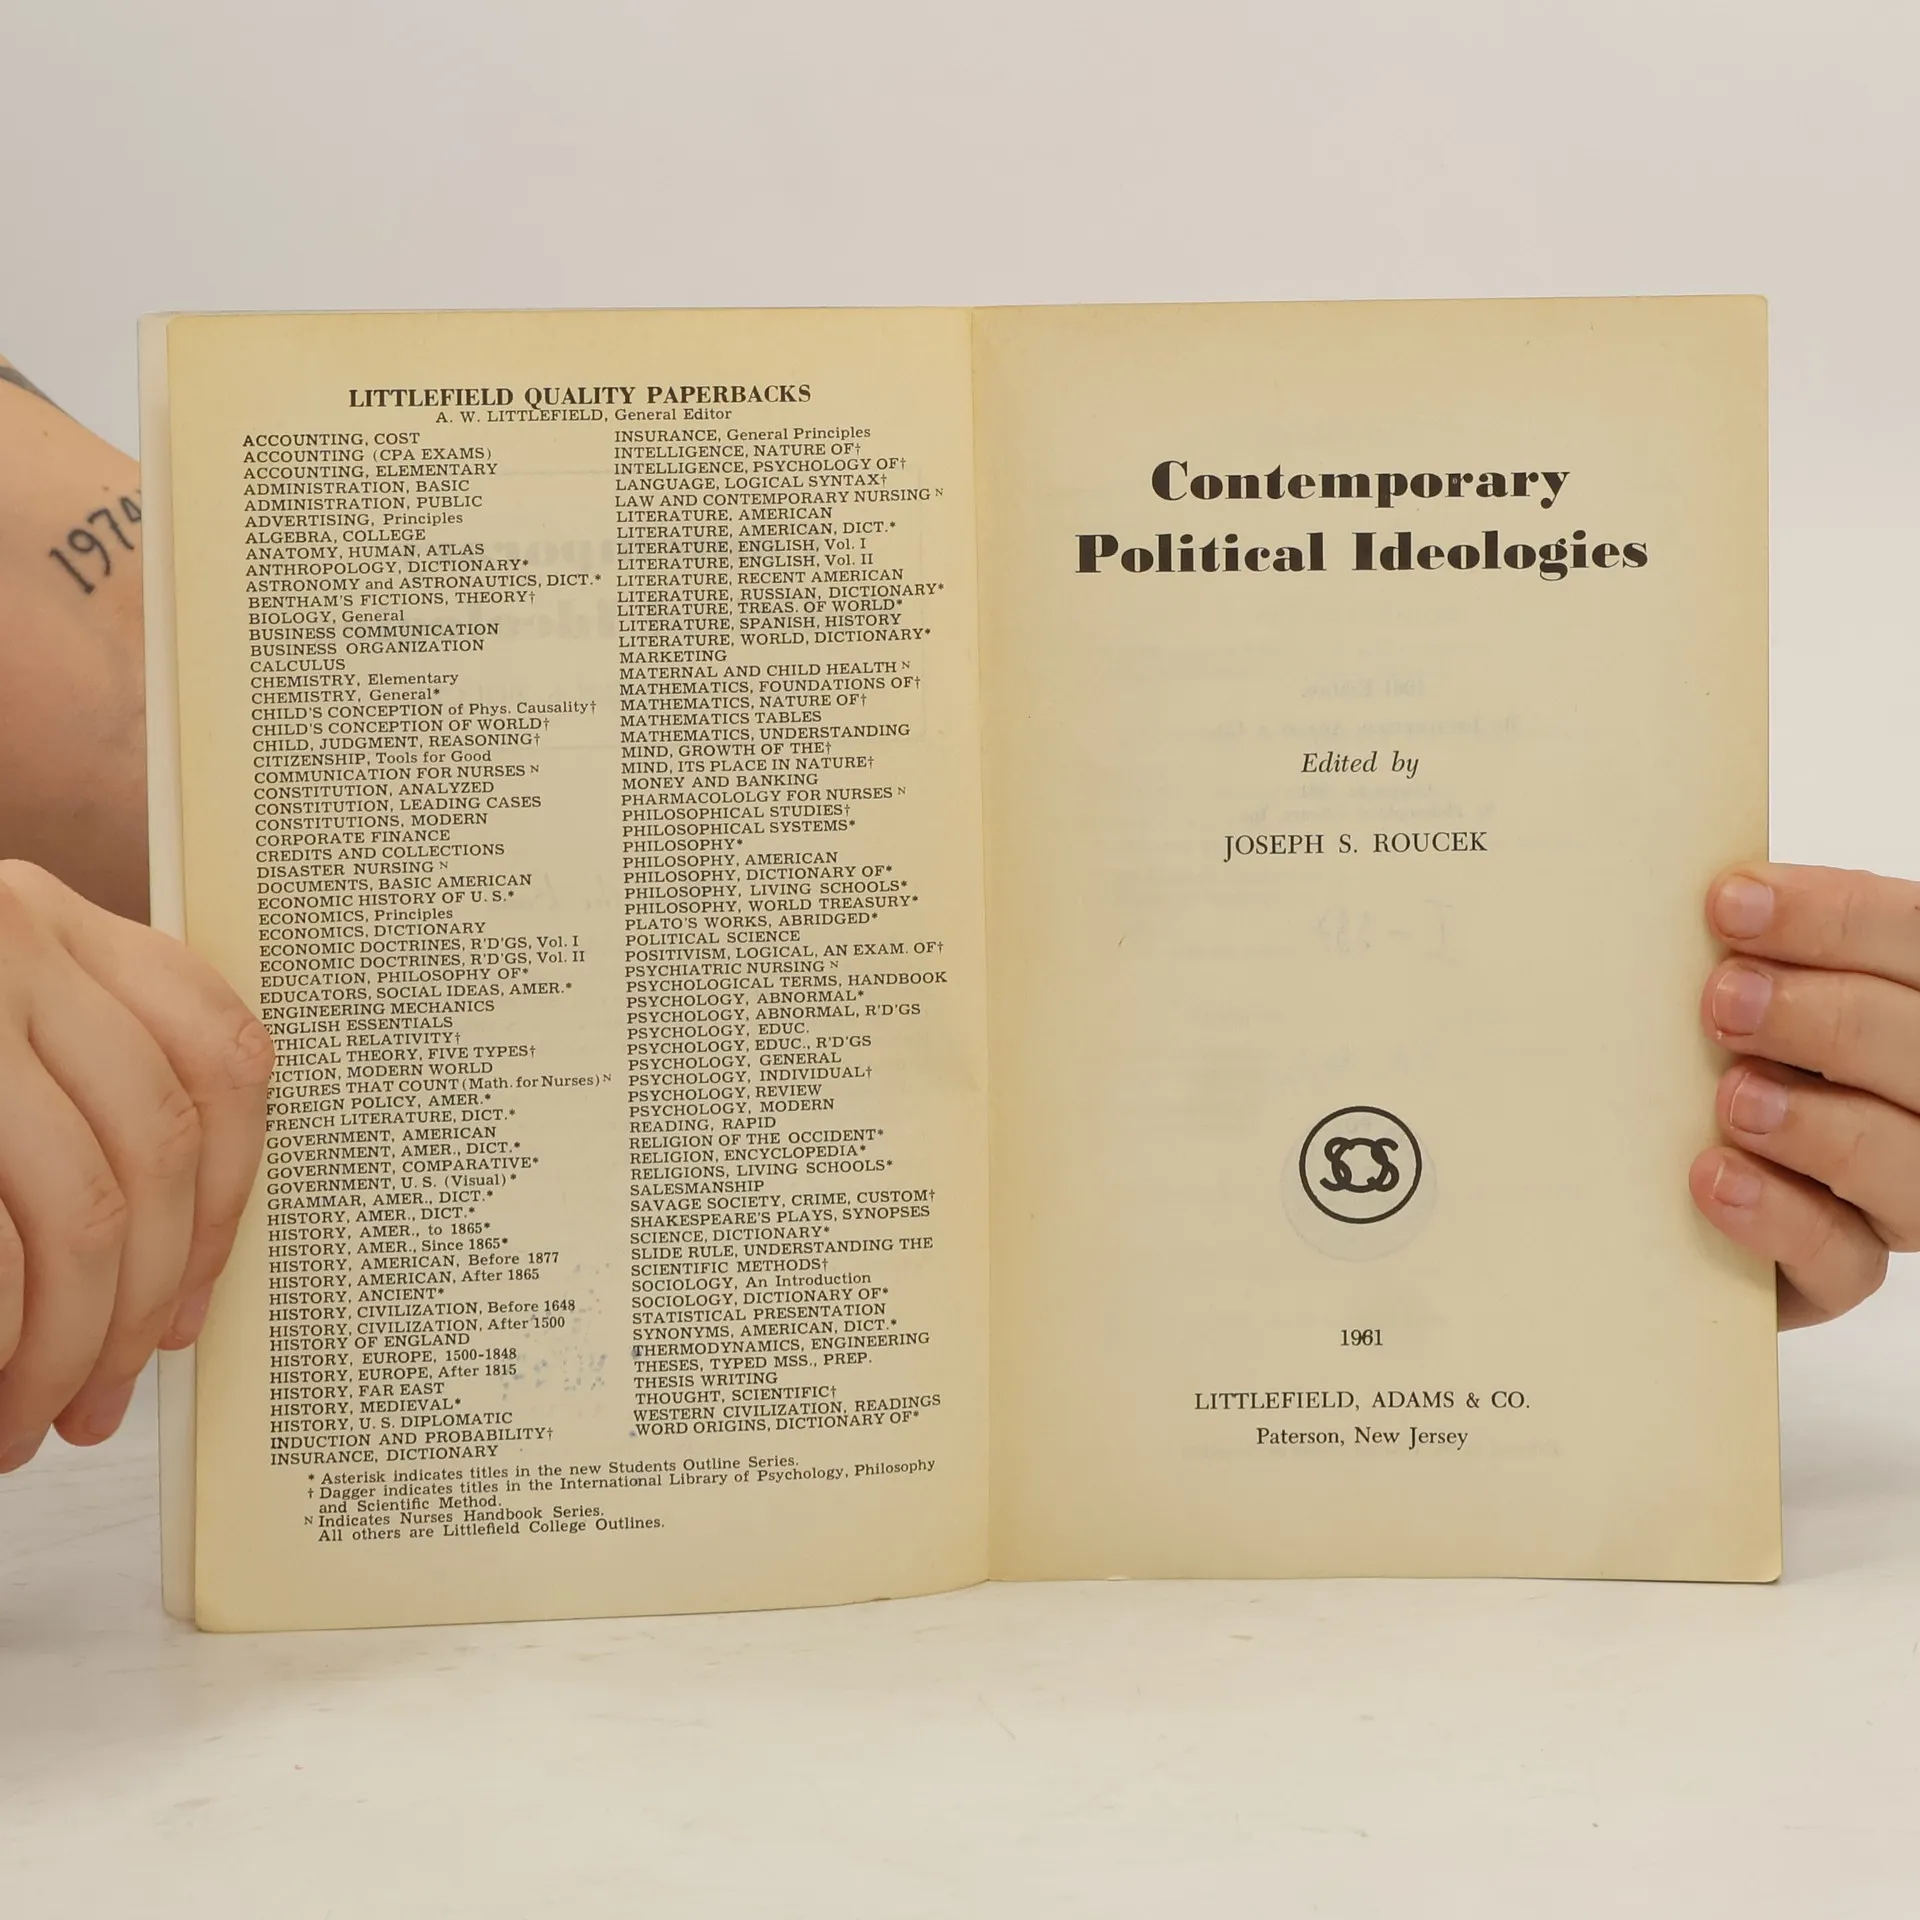 1974
LITTLEFIELD QUALITY PAPERBACKS
A. W. LITTLEFIELD, General Editor
ACCOUNTING, COST
ACCOUNTING (CPA EXAMS)
ACCOUNTING, ELEMENTARY
ADMINISTRATION, BASIC
ADMINISTRATION, PUBLIC
ADVERTISING, Principles
ALGEBRA, COLLEGE
ANATOMY, HUMAN, ATLAS
ANTHROPOLOGY, DICTIONARY*
ASTRONOMY and ASTRONAUTICS, DICT.*
BENTHAM'S FICTIONS, THEORY†
BIOLOGY, General
BUSINESS COMMUNICATION
BUSINESS ORGANIZATION
CALCULUS
CHEMISTRY, Elementary
CHEMISTRY, General*
CHILD'S CONCEPTION of Phys. Causality†
CHILD'S CONCEPTION OF WORLD†
CHILD, JUDGMENT, REASONING†
CITIZENSHIP, Tools for Good
COMMUNICATION FOR NURSES N
CONSTITUTION, ANALYZED
CONSTITUTION, LEADING CASES
CONSTITUTIONS, MODERN
CORPORATE FINANCE
CREDITS AND COLLECTIONS
DISASTER NURSING N
DOCUMENTS, BASIC AMERICAN
ECONOMIC HISTORY OF U. S.*
ECONOMICS, Principles
ECONOMICS, DICTIONARY
ECONOMIC DOCTRINES, R'D'GS, Vol. I
ECONOMIC DOCTRINES, R'D'GS, Vol. II
EDUCATION, PHILOSOPHY OF*
EDUCATORS, SOCIAL IDEAS, AMER.*
ENGINEERING MECHANICS
ENGLISH ESSENTIALS
THICAL RELATIVITY†
THICAL THEORY, FIVE TYPES†
FICTION, MODERN WORLD
FIGURES THAT COUNT (Math. for Nurses) N
FOREIGN POLICY, AMER.*
FRENCH LITERATURE, DICT.*
GOVERNMENT, AMERICAN
GOVERNMENT, AMER., DICT.*
GOVERNMENT, COMPARATIVE*
GOVERNMENT, U. S. (Visual)*
GRAMMAR, AMER., DICT.*
HISTORY, AMER., DICT.*
HISTORY, AMER., to 1865*
HISTORY, AMER., Since 1865*
HISTORY, AMERICAN, Before 1877
HISTORY, AMERICAN, After 1865
HISTORY, ANCIENT*
HISTORY, CIVILIZATION, Before 1648
HISTORY, CIVILIZATION, After 1500
HISTORY OF ENGLAND
HISTORY, EUROPE, 1500-1848
HISTORY, EUROPE, After 1815
HISTORY, FAR EAST
HISTORY, MEDIEVAL*
HISTORY, U. S. DIPLOMATIC
INDUCTION AND PROBABILITY†
INSURANCE, DICTIONARY
INSURANCE, General Principles
INTELLIGENCE, NATURE OF†
INTELLIGENCE, PSYCHOLOGY OF†
LANGUAGE, LOGICAL SYNTAX†
LAW AND CONTEMPORARY NURSING N
LITERATURE, AMERICAN
LITERATURE, AMERICAN, DICT.*
LITERATURE, ENGLISH, Vol. I
LITERATURE, ENGLISH, Vol. II
LITERATURE, RECENT AMERICAN
LITERATURE, RUSSIAN, DICTIONARY*
LITERATURE, TREAS. OF WORLD*
LITERATURE, SPANISH, HISTORY
LITERATURE, WORLD, DICTIONARY*
MARKETING
MATERNAL AND CHILD HEALTH N
MATHEMATICS, FOUNDATIONS OF†
MATHEMATICS, NATURE OF†
MATHEMATICS TABLES
MATHEMATICS, UNDERSTANDING
MIND, GROWTH OF THE†
MIND, ITS PLACE IN NATURE†
MONEY AND BANKING
PHARMACOLOLGY FOR NURSES N
PHILOSOPHICAL STUDIES†
PHILOSOPHICAL SYSTEMS*
PHILOSOPHY*
PHILOSOPHY, AMERICAN
PHILOSOPHY, DICTIONARY OF*
PHILOSOPHY, LIVING SCHOOLS*
PHILOSOPHY, WORLD TREASURY*
PLATO'S WORKS, ABRIDGED*
POLITICAL SCIENCE
POSITIVISM, LOGICAL, AN EXAM. OF†
PSYCHIATRIC NURSING N
PSYCHOLOGICAL TERMS, HANDBOOK
PSYCHOLOGY, ABNORMAL*
PSYCHOLOGY, ABNORMAL, R'D'GS
PSYCHOLOGY, EDUC.
PSYCHOLOGY, EDUC., R'D'GS
PSYCHOLOGY, GENERAL
PSYCHOLOGY, INDIVIDUAL†
PSYCHOLOGY, REVIEW
PSYCHOLOGY, MODERN
READING, RAPID
RELIGION OF THE OCCIDENT*
RELIGION, ENCYCLOPEDIA*
RELIGIONS, LIVING SCHOOLS*
SALESMANSHIP
SAVAGE SOCIETY, CRIME, CUSTOM†
SHAKESPEARE'S PLAYS, SYNOPSES
SCIENCE, DICTIONARY*
SLIDE RULE, UNDERSTANDING THE
SCIENTIFIC METHODS†
SOCIOLOGY, An Introduction
SOCIOLOGY, DICTIONARY OF*
STATISTICAL PRESENTATION
SYNONYMS, AMERICAN, DICT.*
THERMODYNAMICS, ENGINEERING
THESES, TYPED MSS., PREP.
THESIS WRITING
THOUGHT, SCIENTIFIC†
WESTERN CIVILIZATION, READINGS
WORD ORIGINS, DICTIONARY OF*
* Asterisk indicates titles in the new Students Outline Series.
† Dagger indicates titles in the International Library of Psychology, Philosophy
and Scientific Method.
N Indicates Nurses Handbook Series.
All others are Littlefield College Outlines.
Contemporary
Political Ideologies
Edited by
JOSEPH S. ROUCEK
SCS
1961
LITTLEFIELD, ADAMS & CO.
Paterson, New Jersey